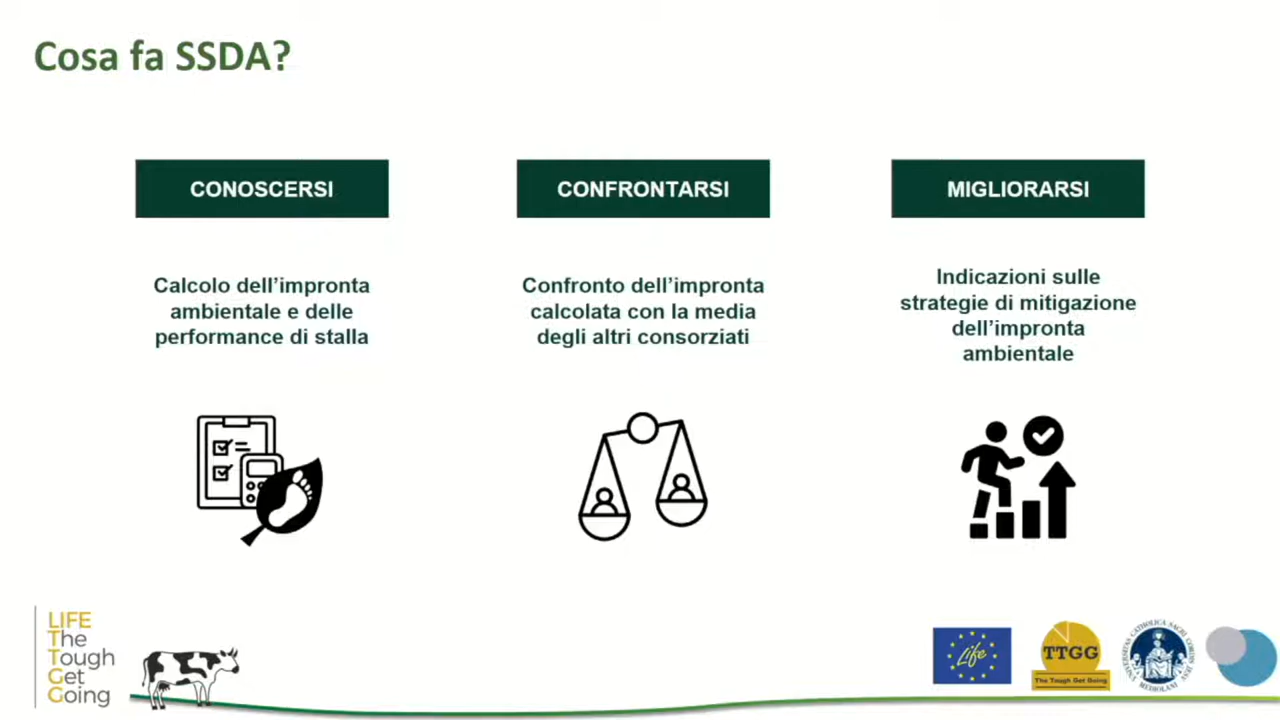 Cosa fa SSDA?
CONOSCERSI
Calcolo dell'impronta
ambientale e delle
performance di stalla
CONFRONTARSI
Confronto dell'impronta
calcolata con la media
degli altri consorziati
MIGLIORARSI
Indicazioni sulle
strategie di mitigazione
dell'impronta
ambientale
LIFE
The
Tough
Get
Going
Life
TTGG
The Tough Get Going